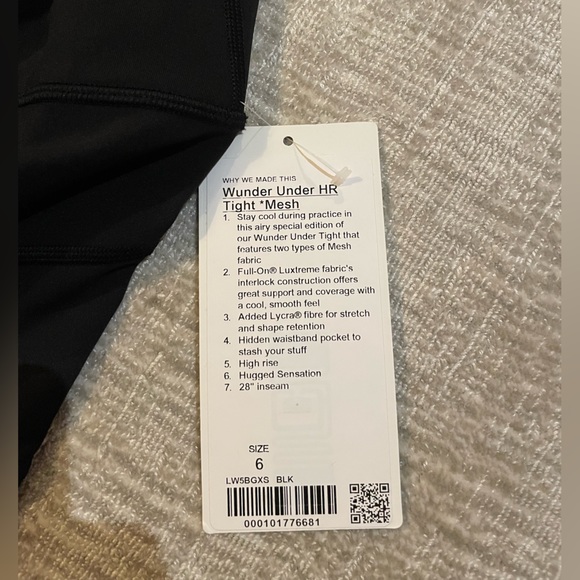 WHY WE MADE THIS
Wunder Under HR
Tight *Mesh
1. Stay cool during practice in
this airy special edition of
our Wunder Under Tight that
features two types of Mesh
fabric
2. Full-On® Luxtreme fabric's
interlock construction offers
great support and coverage with
a cool, smooth feel
3. Added Lycra® fibre for stretch
and shape retention
4. Hidden waistband pocket to
stash your stuff
5. High rise
6. Hugged Sensation
7. 28" inseam
SIZE
6
LW5BGXS BLK
000101776681